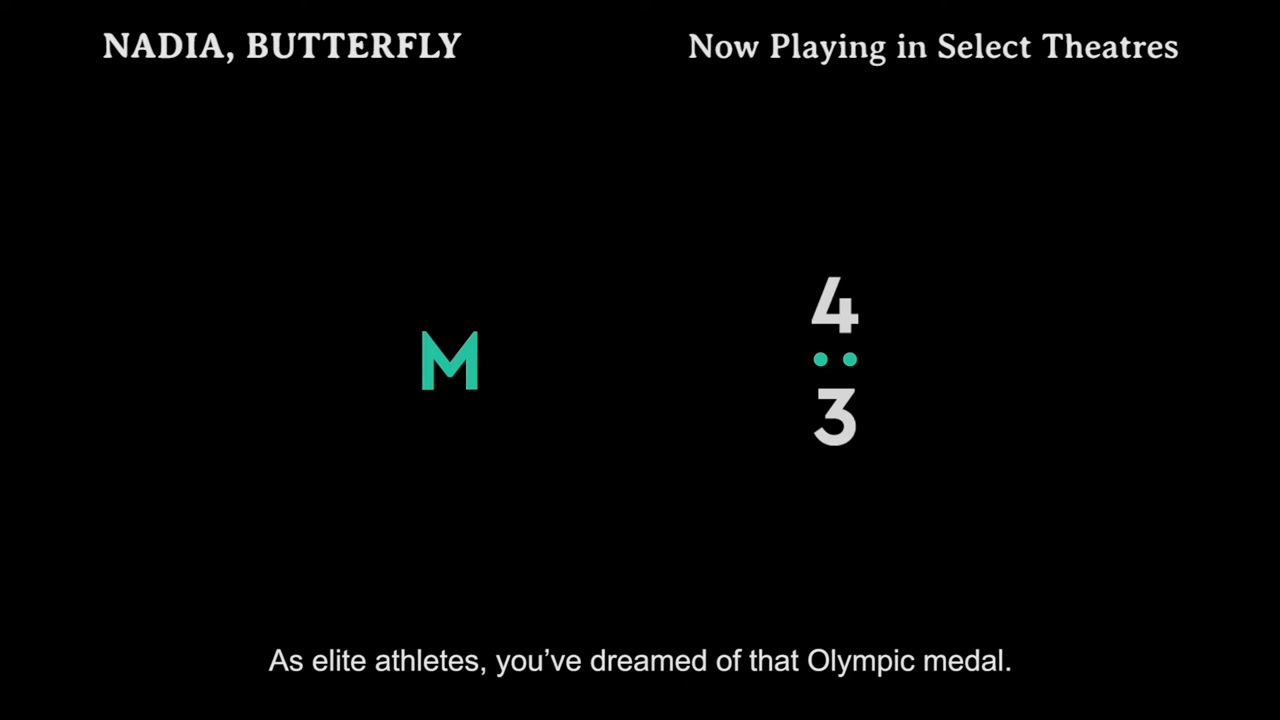 NADIA, BUTTERFLY
Now Playing in Select Theatres
M
4
3
As elite athletes, you’ve dreamed of that Olympic medal.